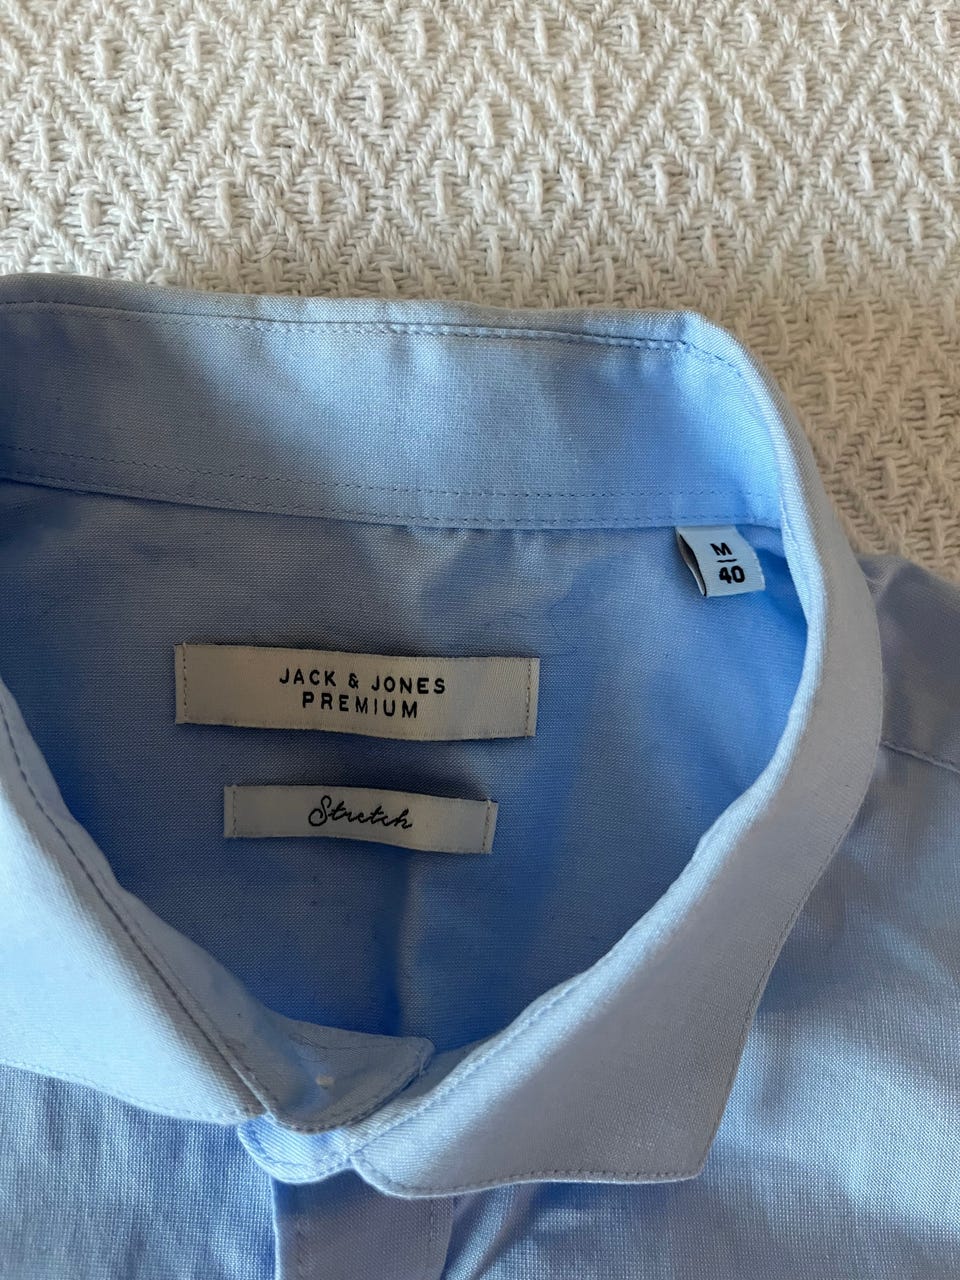 M
40
JACK & JONES
PREMIUM
Stretch